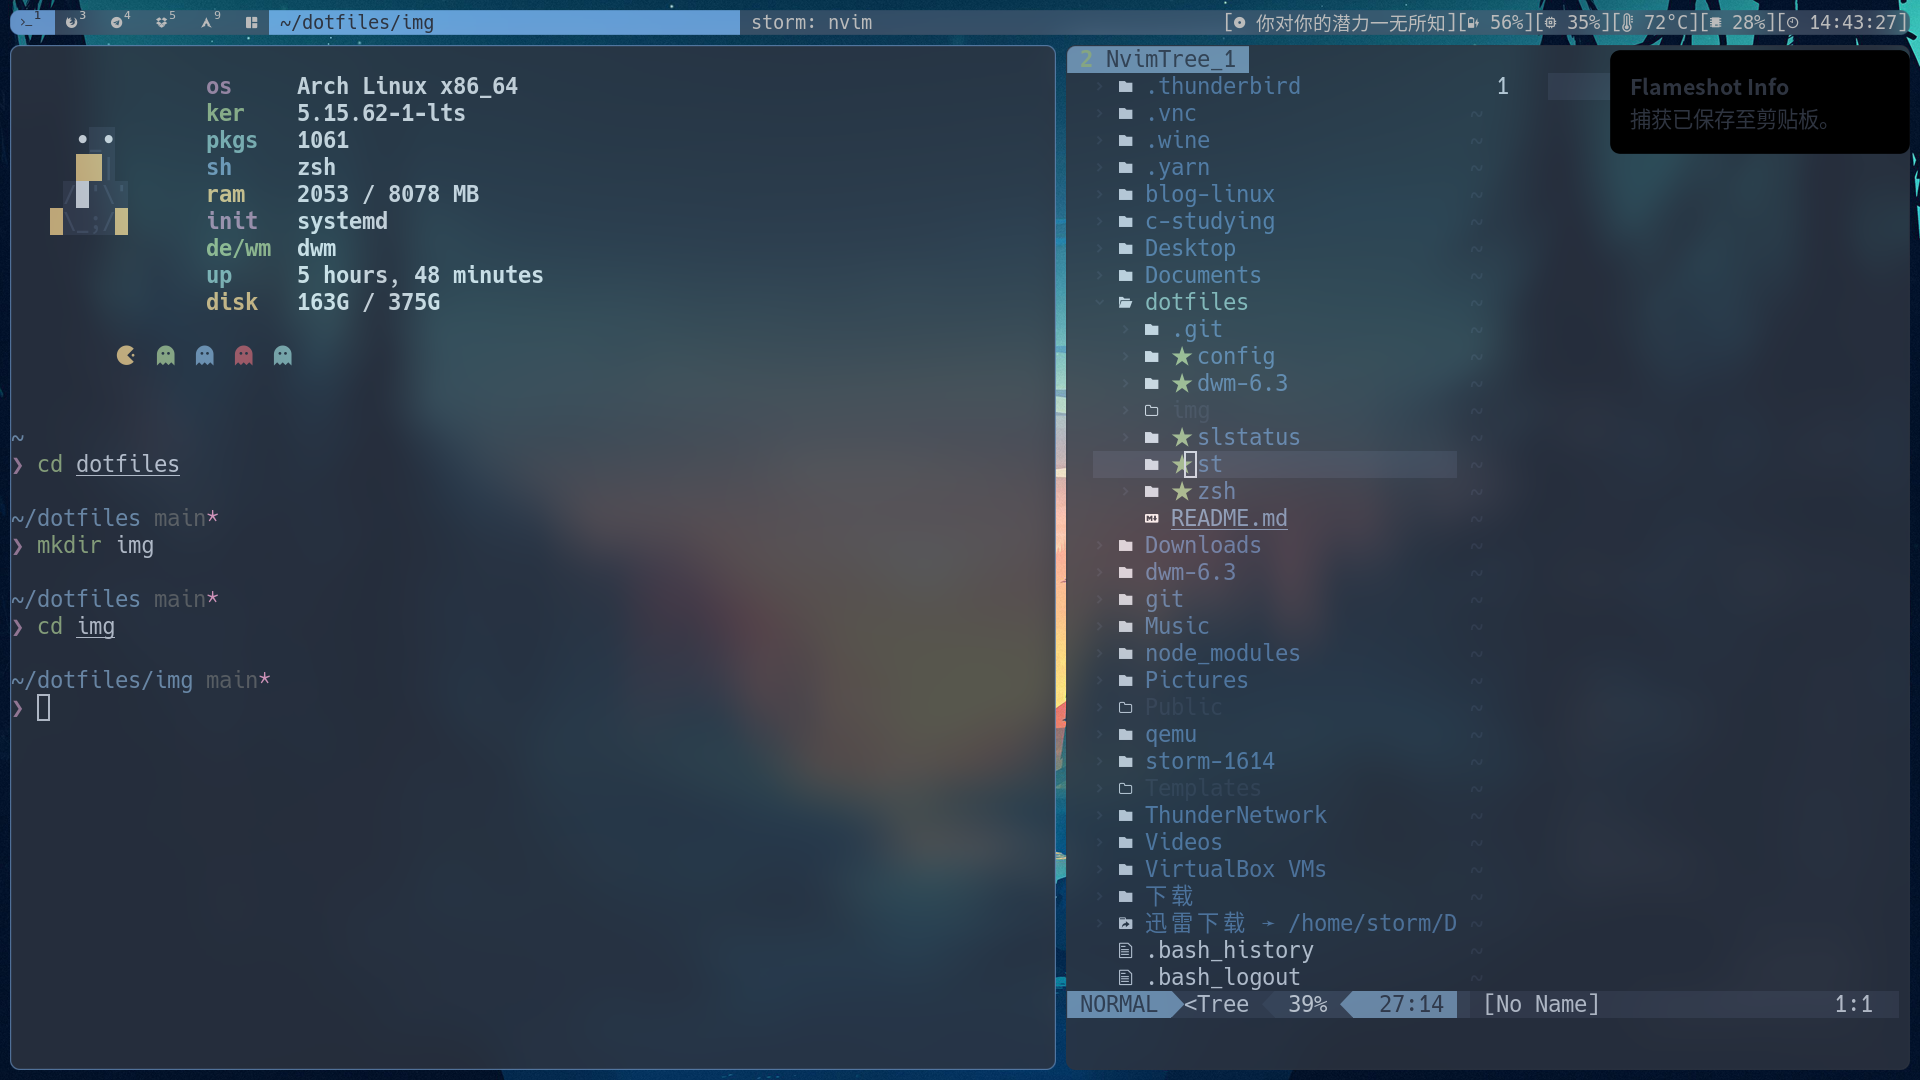 1 3 4 5 9 ~/dotfiles/img storm: nvim [ 你对你的潜力一无所知][ 56%][ 35%][ 72°C][ 28%][ 14:43:27]
os Arch Linux x86_64
ker 5.15.62-1-lts
pkgs 1061
sh zsh
ram 2053 / 8078 MB
init systemd
de/wm dwm
up 5 hours, 48 minutes
disk 163G / 375G
~
❯ cd dotfiles
~/dotfiles main*
❯ mkdir img
~/dotfiles main*
❯ cd img
~/dotfiles/img main*
❯
2 NvimTree_1
.thunderbird
.vnc
.wine
.yarn
blog-linux
c-studying
Desktop
Documents
dotfiles
.git
★ config
★ dwm-6.3
img
★ slstatus
★ st
★ zsh
README.md
Downloads
dwm-6.3
git
Music
node_modules
Pictures
Public
qemu
storm-1614
Templates
ThunderNetwork
Videos
VirtualBox VMs
下载
迅雷下载 → /home/storm/D
.bash_history
.bash_logout
NORMAL <Tree 39% 27:14 [No Name] 1:1
1
Flameshot Info
捕获已保存至剪贴板。